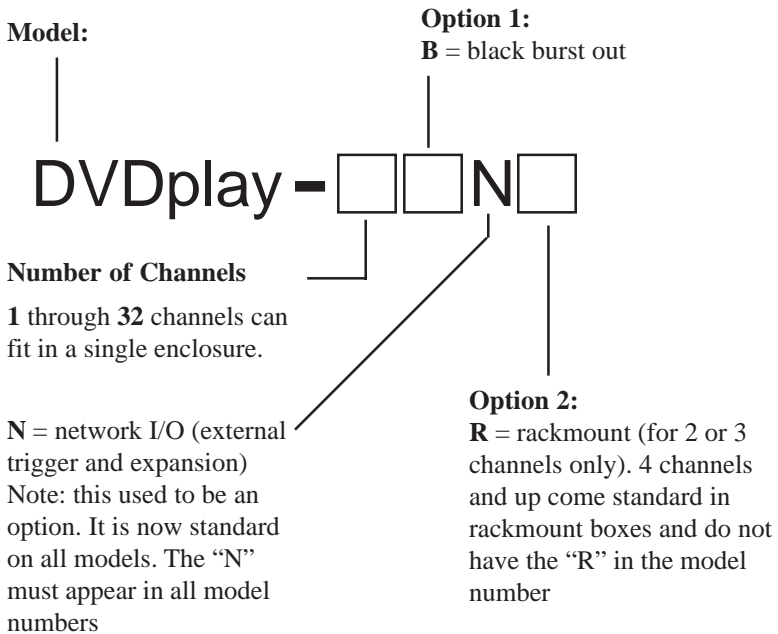 Model:
Option 1:
B = black burst out
DVDplay - N
Number of Channels
1 through 32 channels can
fit in a single enclosure.
N = network I/O (external
trigger and expansion)
Note: this used to be an
option. It is now standard
on all models. The “N”
must appear in all model
numbers
Option 2:
R = rackmount (for 2 or 3
channels only). 4 channels
and up come standard in
rackmount boxes and do not
have the “R” in the model
number